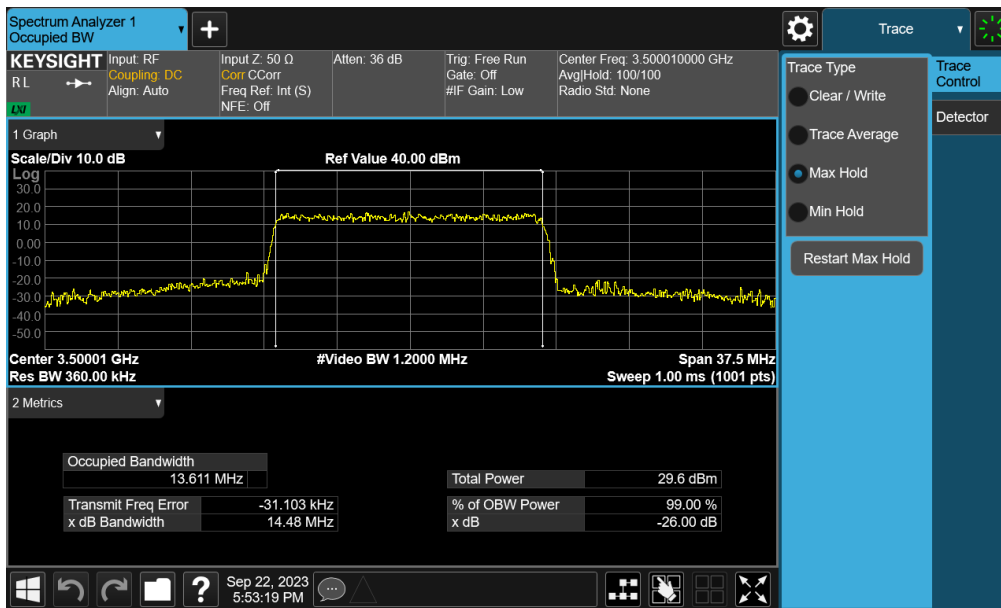 Spectrum Analyzer 1
Occupied BW
Trace
KEYSIGHT
R L
LXI
Input: RF
Coupling: DC
Align: Auto
Input Z: 50 Ω
Corr CCorr
Freq Ref: Int (S)
NFE: Off
Atten: 36 dB
Trig: Free Run
Gate: Off
#IF Gain: Low
Center Freq: 3.500010000 GHz
Avg|Hold: 100/100
Radio Std: None
Trace Type
Clear / Write
Trace Average
Max Hold
Min Hold
Restart Max Hold
Trace
Control
Detector
1 Graph
Scale/Div 10.0 dB
Ref Value 40.00 dBm
Log
30.0
20.0
10.0
0.00
-10.0
-20.0
-30.0
-40.0
-50.0
Center 3.50001 GHz
#Video BW 1.2000 MHz
Span 37.5 MHz
Res BW 360.00 kHz
Sweep 1.00 ms (1001 pts)
2 Metrics
Occupied Bandwidth
13.611 MHz
Total Power 29.6 dBm
Transmit Freq Error -31.103 kHz
% of OBW Power 99.00 %
x dB Bandwidth 14.48 MHz
x dB -26.00 dB
?
Sep 22, 2023
5:53:19 PM